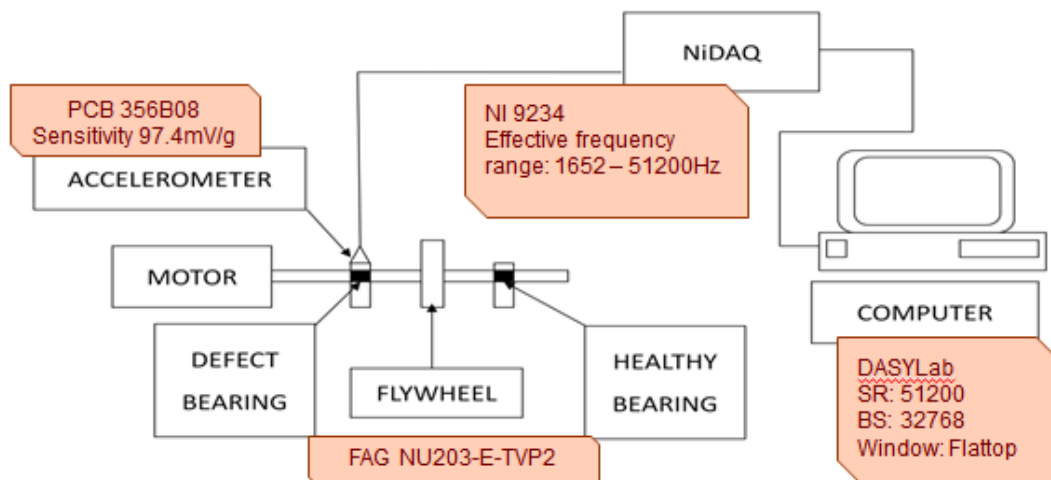 NiDAQ
PCB 356B08
Sensitivity 97.4mV/g
NI 9234
Effective frequency
range: 1652 – 51200Hz
ACCELEROMETER
MOTOR
COMPUTER
DEFECT
BEARING
FLYWHEEL
HEALTHY
BEARING
DASYLab
SR: 51200
BS: 32768
Window: Flattop
FAG NU203-E-TVP2